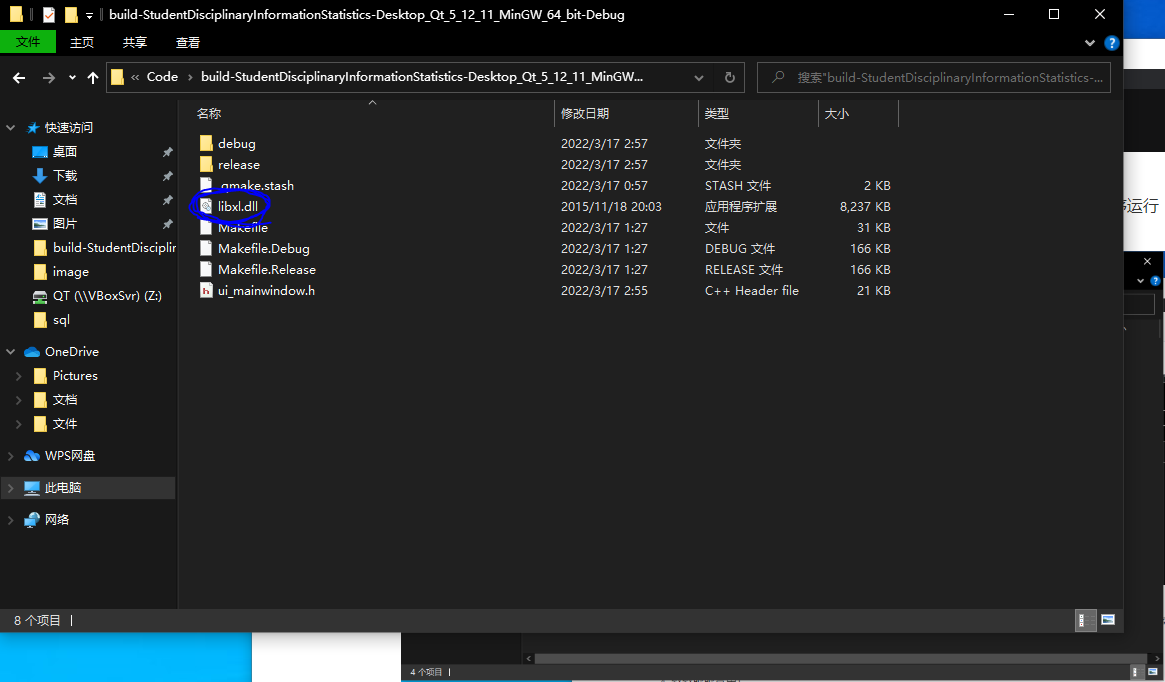 build-StudentDisciplinaryInformationStatistics-Desktop_Qt_5_12_11_MinGW_64_bit-Debug
文件 主页 共享 查看
« Code › build-StudentDisciplinaryInformationStatistics-Desktop_Qt_5_12_11_MinGW... 搜索"build-StudentDisciplinaryInformationStatistics-...
名称 修改日期 类型 大小
debug 2022/3/17 2:57 文件夹
release 2022/3/17 2:57 文件夹
.qmake.stash 2022/3/17 0:57 STASH 文件 2 KB
libxl.dll 2015/11/18 20:03 应用程序扩展 8,237 KB
Makefile 2022/3/17 1:27 文件 31 KB
Makefile.Debug 2022/3/17 1:27 DEBUG 文件 166 KB
Makefile.Release 2022/3/17 1:27 RELEASE 文件 166 KB
ui_mainwindow.h 2022/3/17 2:55 C++ Header file 21 KB
快速访问
桌面
下载
文档
图片
build-StudentDisciplin
image
QT (\\VBoxSvr) (Z:)
sql
OneDrive
Pictures
文档
文件
WPS网盘
此电脑
网络
8 个项目
运行
4 个项目